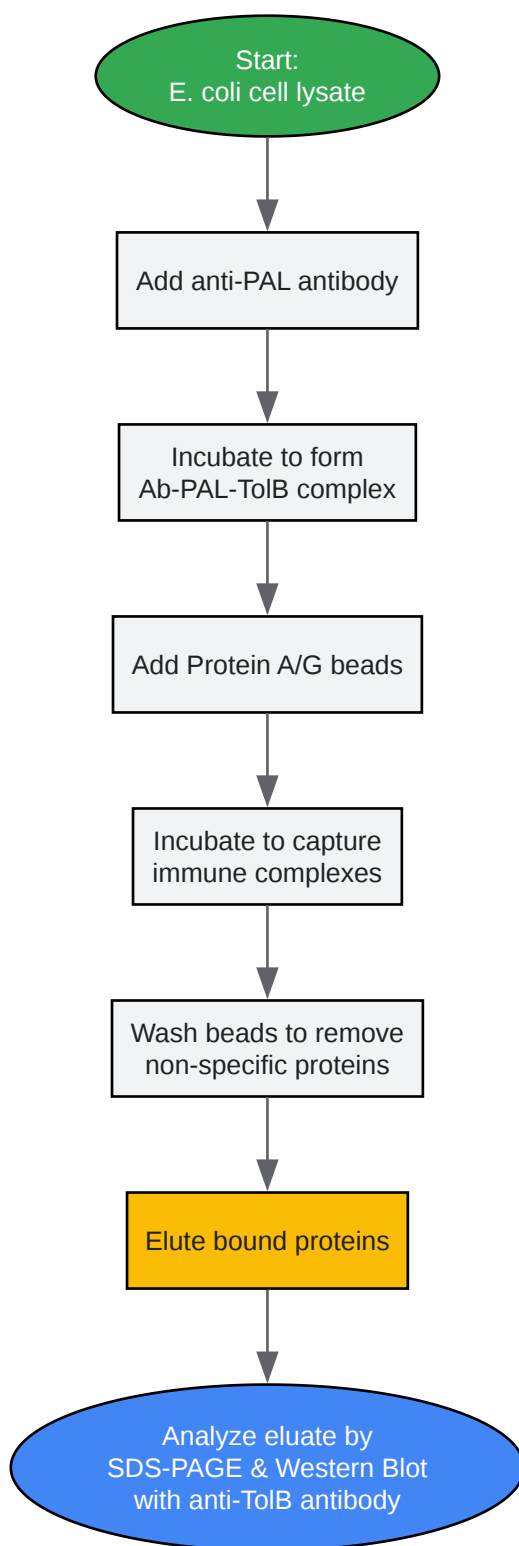 Start:
E. coli cell lysate
Add anti-PAL antibody
Incubate to form
Ab-PAL-TolB complex
Add Protein A/G beads
Incubate to capture
immune complexes
Wash beads to remove
non-specific proteins
Elute bound proteins
Analyze eluate by
SDS-PAGE & Western Blot
with anti-TolB antibody